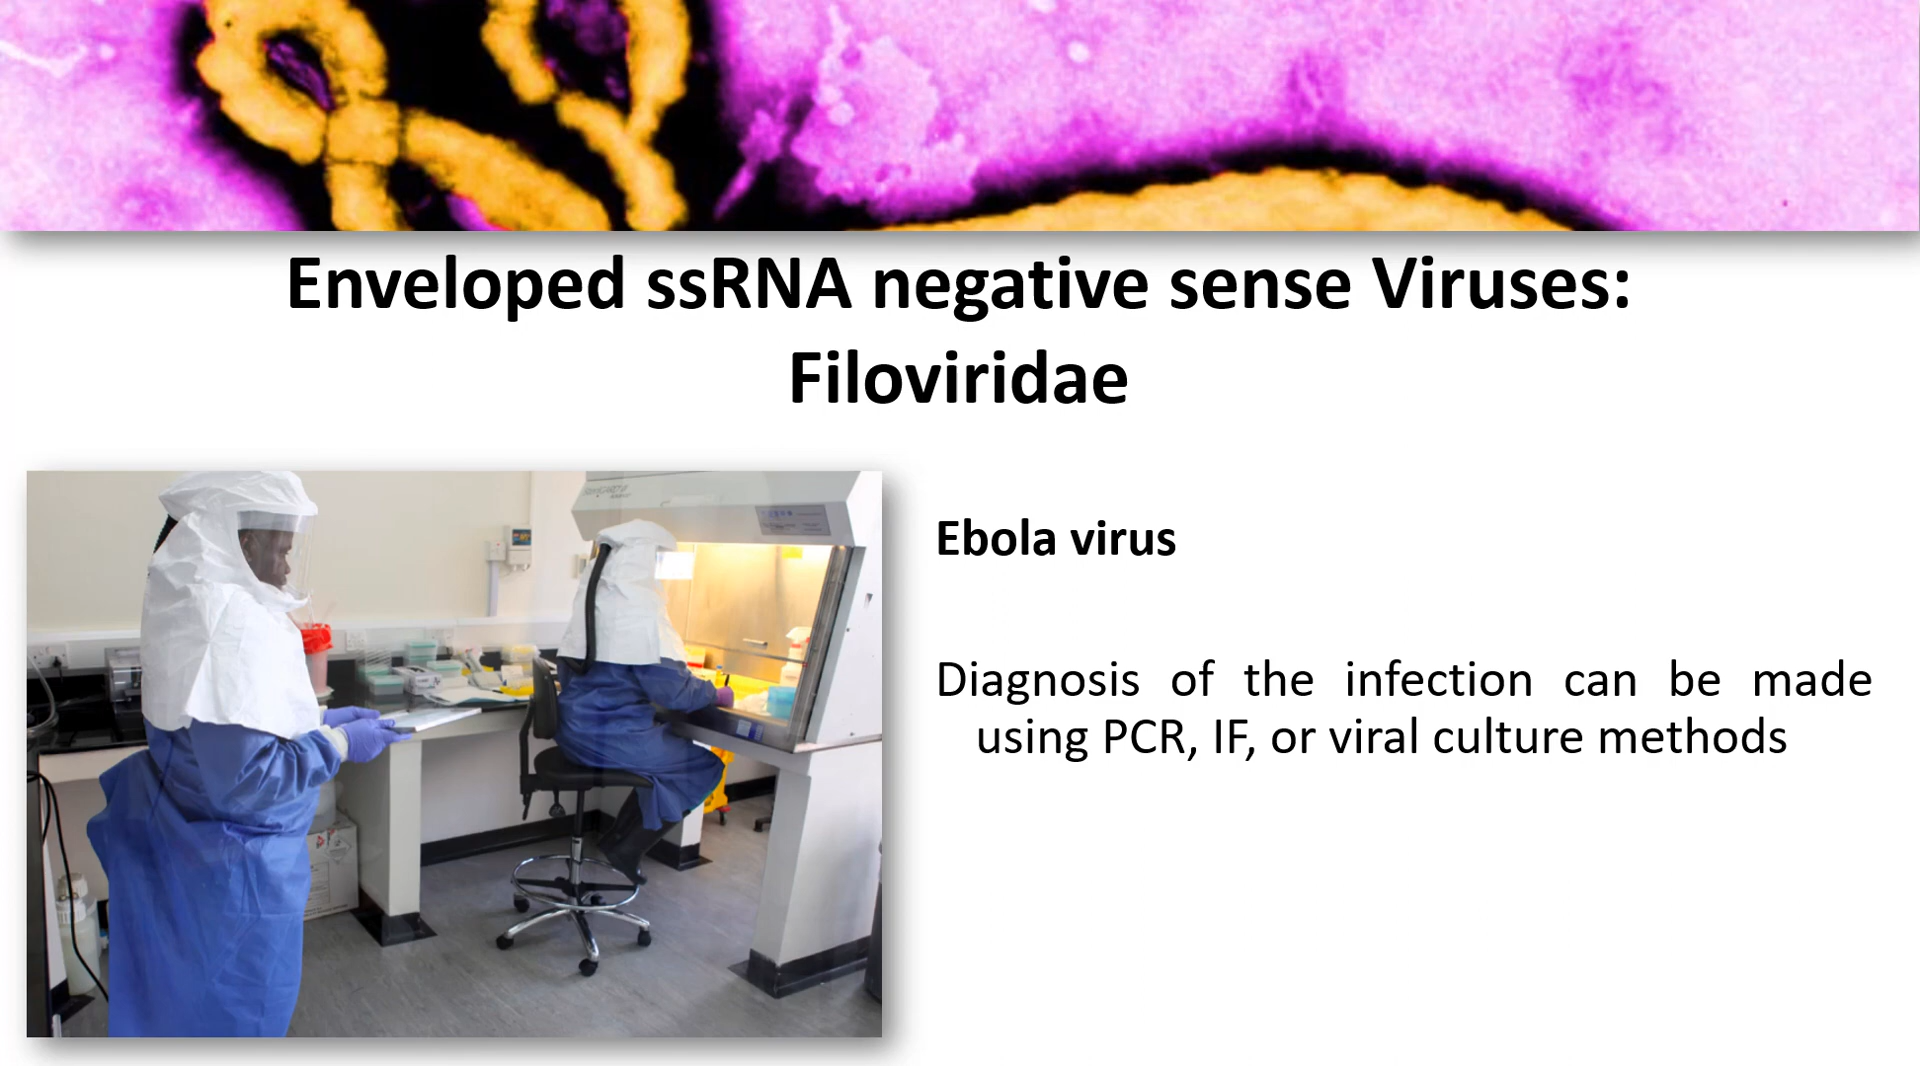 Enveloped ssRNA negative sense Viruses:
Filoviridae
Ebola virus
Diagnosis of the infection can be made
using PCR, IF, or viral culture methods